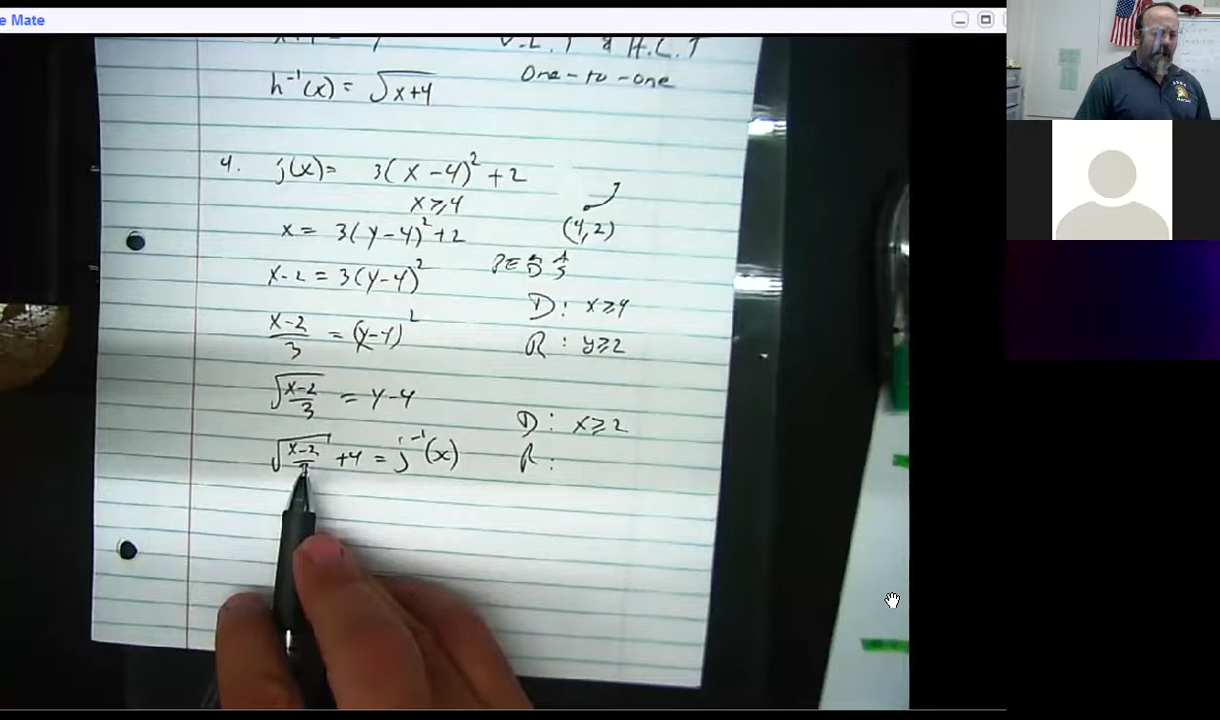 e Mate
V.L.T & H.L.T
One-to-one
h⁻¹(x) = √x+4
4. j(x) = 3(x-4)² + 2
x ≥ 4
(4,2)
x = 3(y-4)² + 2
x-2 = 3(y-4)²
D: x ≥ 4
x-2/3 = (y-4)²
R: y ≥ 2
√x-2/3 = y-4
D: x ≥ 2
√x-2/3 + 4 = j⁻¹(x)
R: